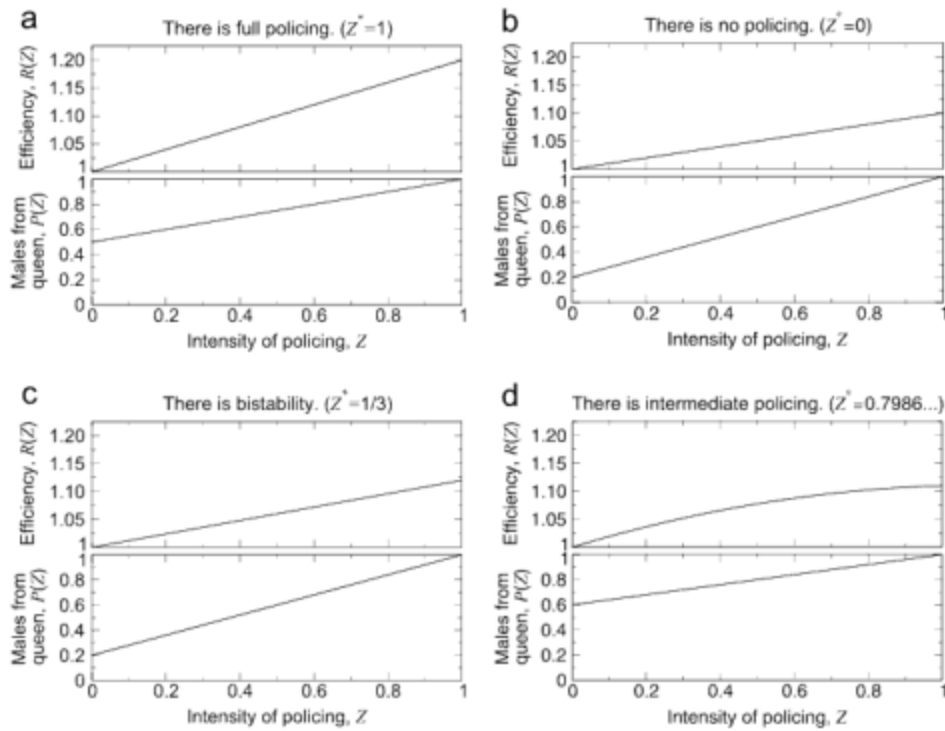 a
There is full policing. (Z*=1)
Efficiency, R(Z)
1.20
1.15
1.10
1.05
1
Males from
queen, P(Z)
1
0.8
0.6
0.4
0.2
0
0 0.2 0.4 0.6 0.8 1
Intensity of policing, Z
b
There is no policing. (Z*=0)
Efficiency, R(Z)
1.20
1.15
1.10
1.05
1
Males from
queen, P(Z)
1
0.8
0.6
0.4
0.2
0
0 0.2 0.4 0.6 0.8 1
Intensity of policing, Z
c
There is bistability. (Z*=1/3)
Efficiency, R(Z)
1.20
1.15
1.10
1.05
1
Males from
queen, P(Z)
1
0.8
0.6
0.4
0.2
0
0 0.2 0.4 0.6 0.8 1
Intensity of policing, Z
d
There is intermediate policing. (Z*=0.7986...)
Efficiency, R(Z)
1.20
1.15
1.10
1.05
1
Males from
queen, P(Z)
1
0.8
0.6
0.4
0.2
0
0 0.2 0.4 0.6 0.8 1
Intensity of policing, Z